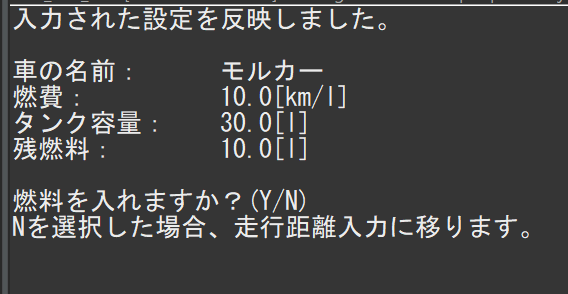 入力された設定を反映しました。
車の名前： モルカー
燃費： 10.0[km/l]
タンク容量： 30.0[l]
残燃料： 10.0[l]
燃料を入れますか？(Y/N)
Nを選択した場合、走行距離入力に移ります。